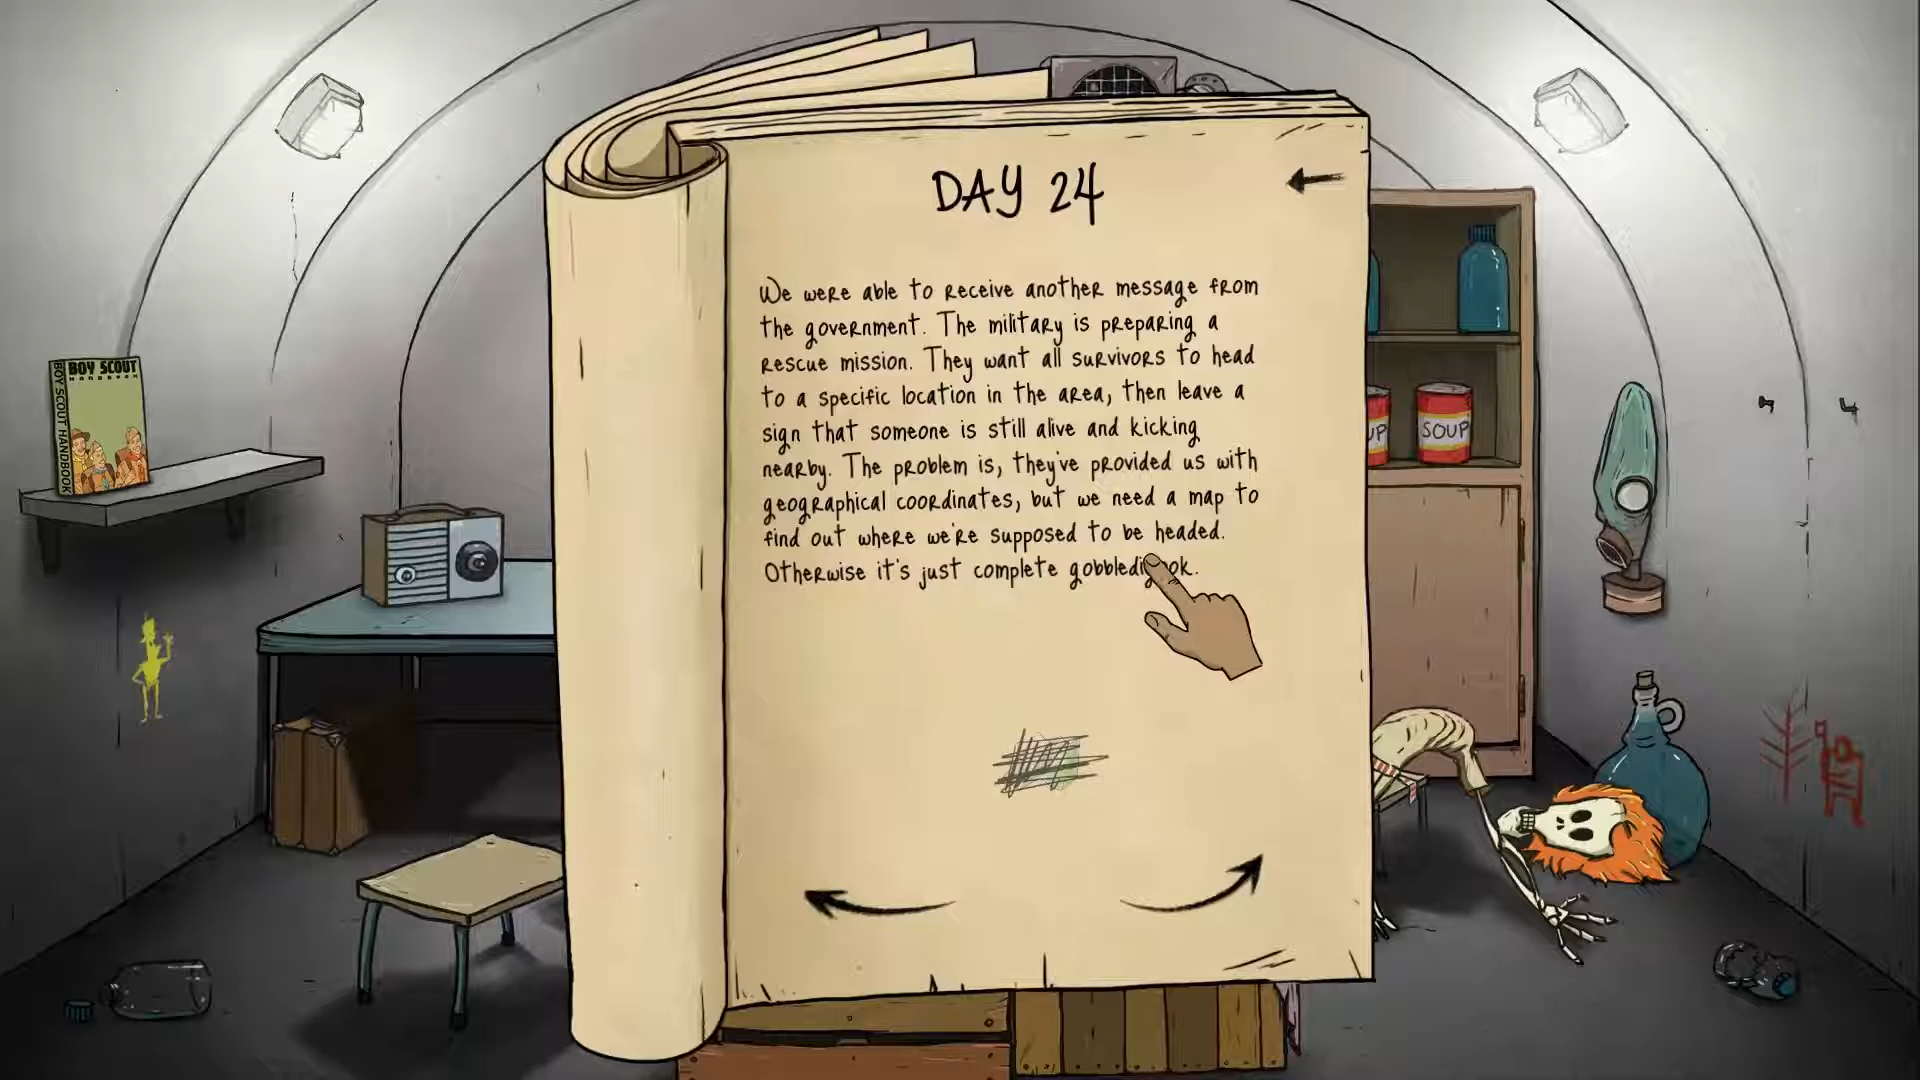 DAY 24
We were able to receive another message from
the government. The military is preparing a
rescue mission. They want all survivors to head
to a specific location in the area, then leave a
sign that someone is still alive and kicking
nearby. The problem is, they've provided us with
geographical coordinates, but we need a map to
find out where we're supposed to be headed.
Otherwise it's just complete
BOY SCOUT
HANDBOOK
BOY SCOUT HANDBOOK
UP
SOUP